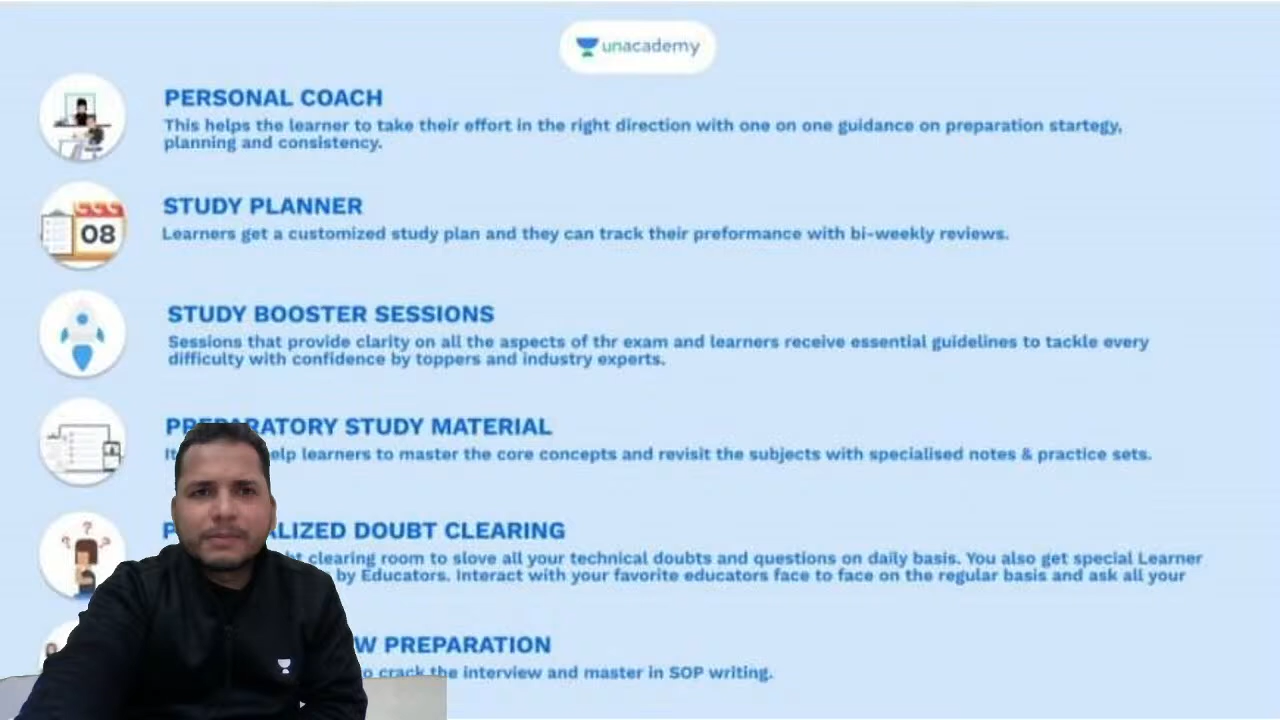 unacademy
PERSONAL COACH
This helps the learner to take their effort in the right direction with one on one guidance on preparation startegy,
planning and consistency.
08
STUDY PLANNER
Learners get a customized study plan and they can track their preformance with bi-weekly reviews.
STUDY BOOSTER SESSIONS
Sessions that provide clarity on all the aspects of thr exam and learners receive essential guidelines to tackle every
difficulty with confidence by toppers and industry experts.
STUDY MATERIAL
learners to master the core concepts and revisit the subjects with specialised notes & practice sets.
DOUBT CLEARING
clearing room to slove all your technical doubts and questions on daily basis. You also get special Learner
by Educators. Interact with your favorite educators face to face on the regular basis and ask all your
PREPARATION
crack the interview and master in SOP writing.